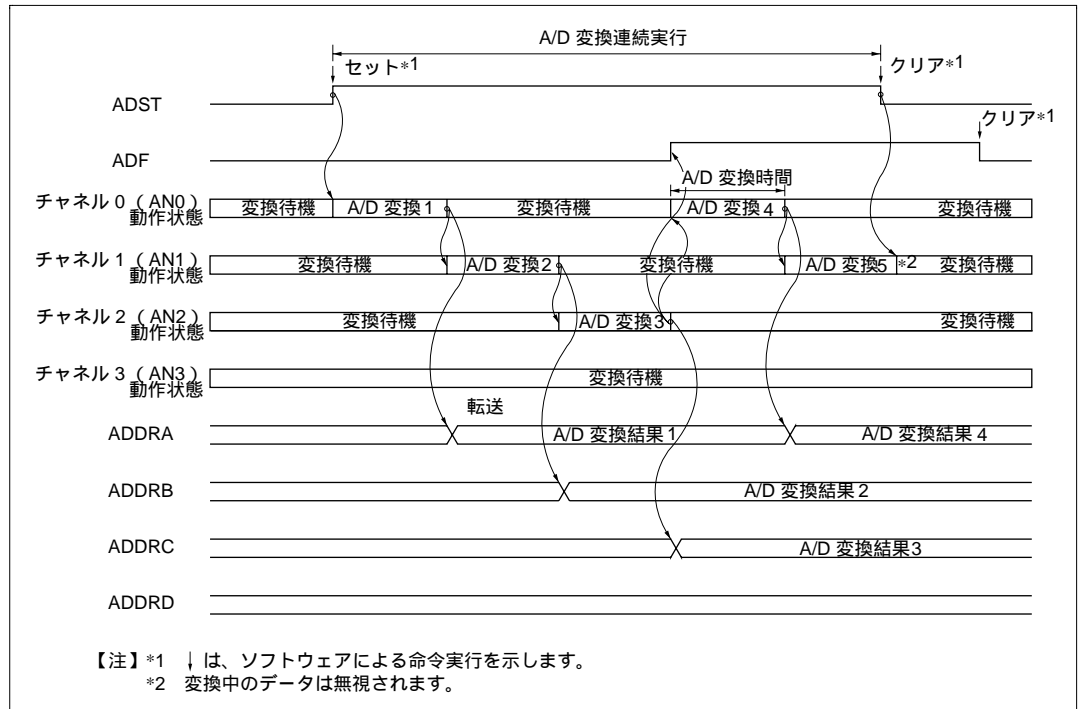 A/D 変換連続実行
セット*1
クリア*1
ADST
クリア*1
ADF
A/D 変換時間
チャネル 0 （AN0）
動作状態
変換待機 A/D 変換1 変換待機 A/D 変換4 変換待機
チャネル 1 （AN1）
動作状態
変換待機 A/D 変換2 変換待機 A/D 変換5 *2 変換待機
チャネル 2 （AN2）
動作状態
変換待機 A/D 変換3 変換待機
チャネル 3 （AN3）
動作状態
変換待機
転送
ADDRA
A/D 変換結果1 A/D 変換結果4
ADDRB
A/D 変換結果2
ADDRC
A/D 変換結果3
ADDRD
【注】*1 ↓は、ソフトウェアによる命令実行を示します。
*2 変換中のデータは無視されます。